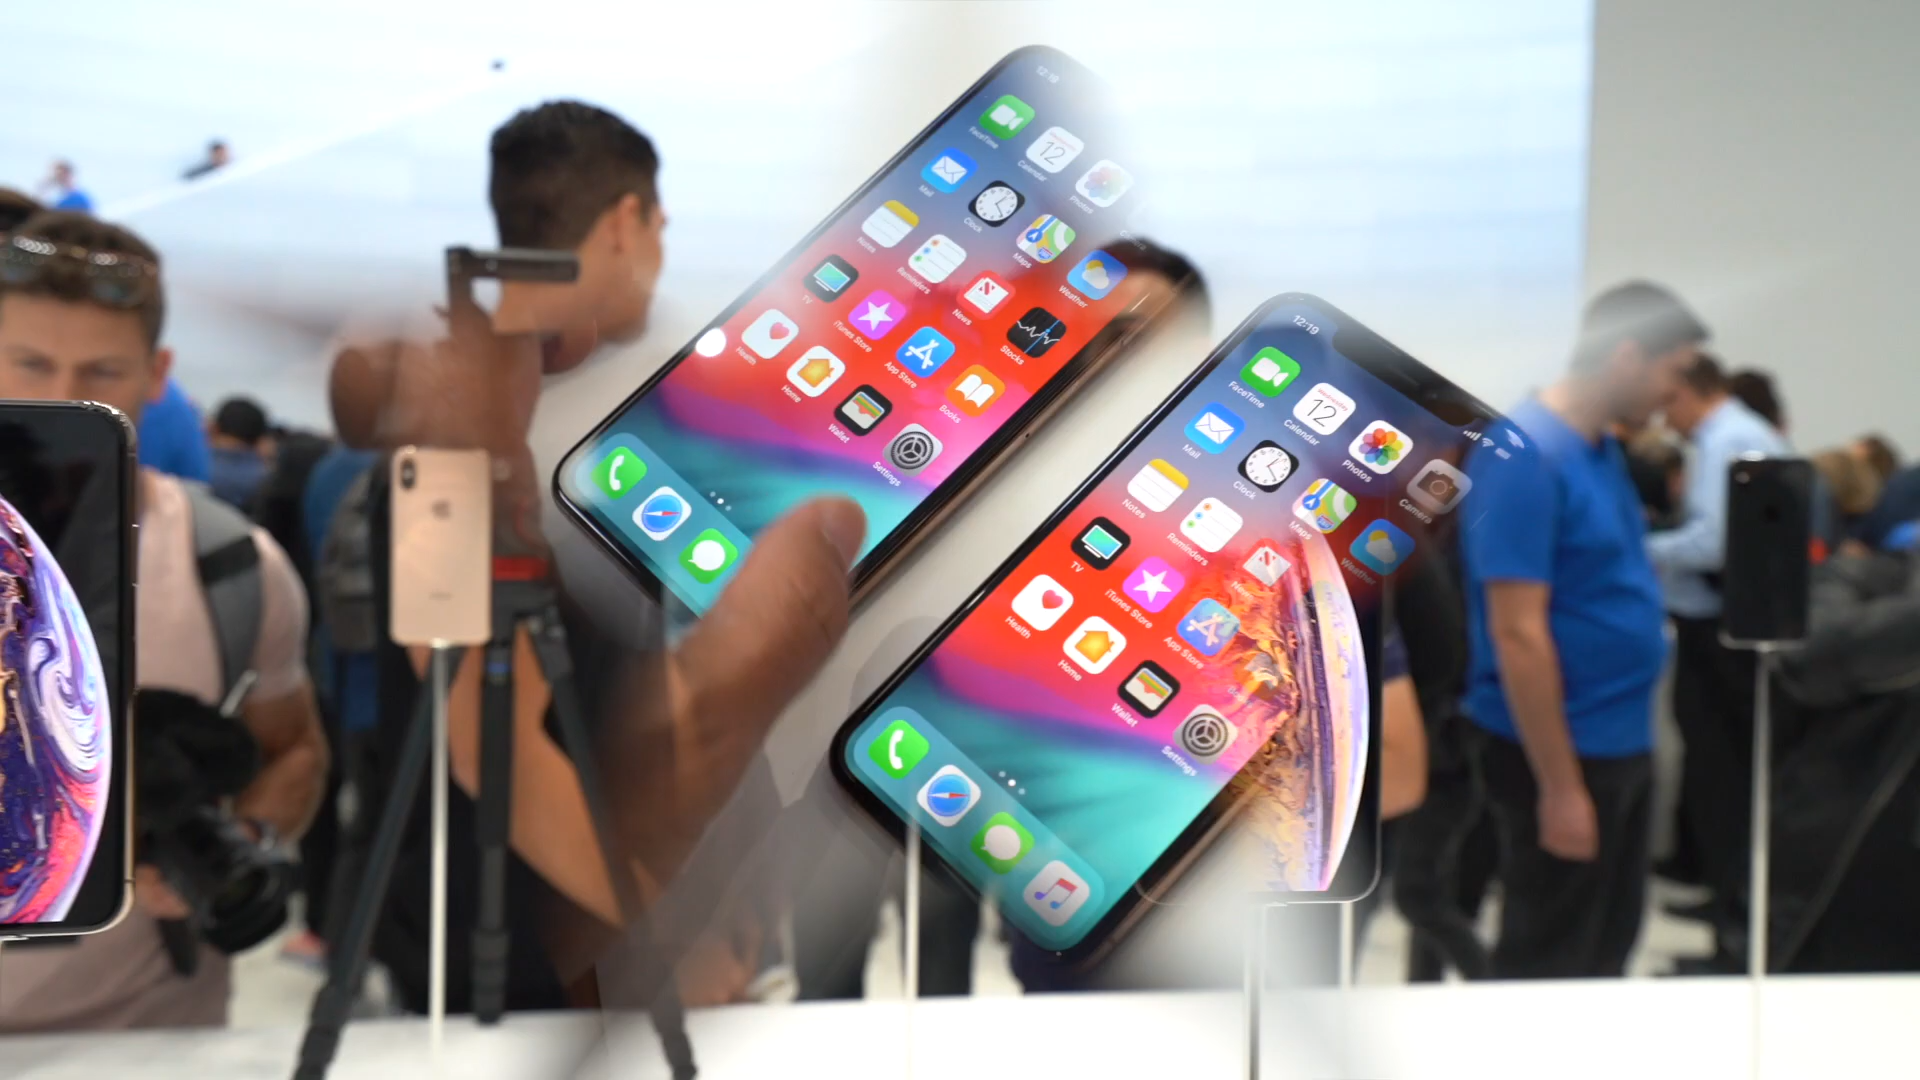 12:19
FaceTime
Calendar
Photos
12
Mail
Clock
Maps
Weather
Notes
Reminders
News
Stocks
TV
iTunes Store
App Store
Books
Health
Home
Wallet
Settings
12:19
FaceTime
Calendar
Photos
Camera
Wednesday
12
Mail
Clock
Maps
Weather
Notes
Reminders
News
TV
iTunes Store
App Store
Health
Home
Wallet
Settings